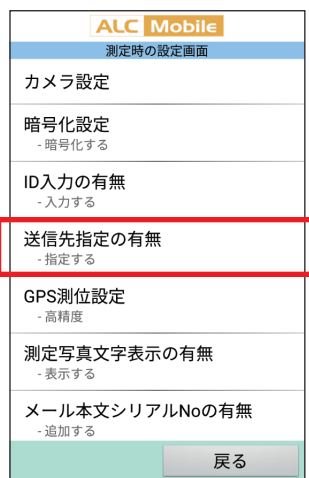 ALC Mobile
測定時の設定画面
カメラ設定
暗号化設定
- 暗号化する
ID入力の有無
- 入力する
送信先指定の有無
- 指定する
GPS測位設定
- 高精度
測定写真文字表示の有無
- 表示する
メール本文シリアルNoの有無
- 追加する
戻る